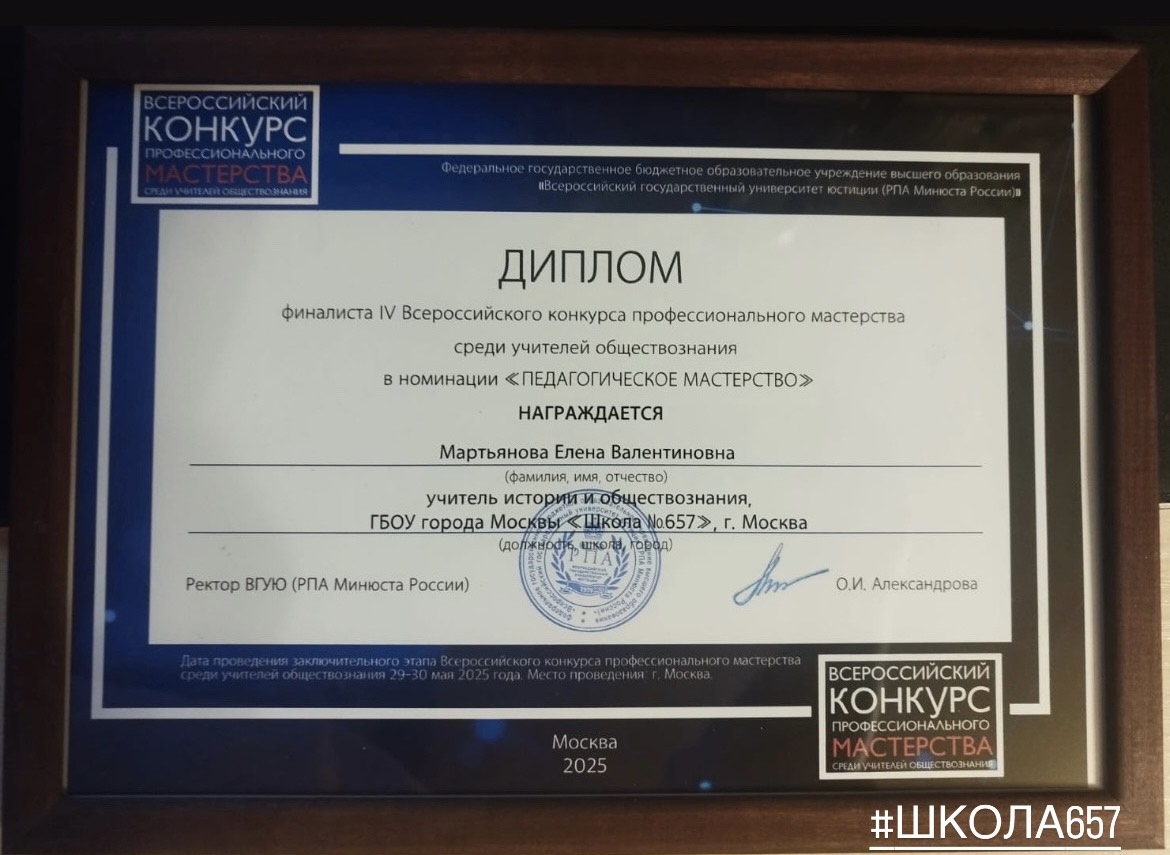 ВСЕРОССИЙСКИЙ
КОНКУРС
ПРОФЕССИОНАЛЬНОГО
МАСТЕРСТВА
СРЕДИ УЧИТЕЛЕЙ ОБЩЕСТВОЗНАНИЯ
Федеральное государственное бюджетное образовательное учреждение высшего образования
«Всероссийский государственный университет юстиции (РПА Минюста России)»
ДИПЛОМ
финалиста IV Всероссийского конкурса профессионального мастерства
среди учителей обществознания
в номинации «ПЕДАГОГИЧЕСКОЕ МАСТЕРСТВО»
НАГРАЖДАЕТСЯ
Мартьянова Елена Валентиновна
(фамилия, имя, отчество)
учитель истории и обществознания,
ГБОУ города Москвы «Школа №657», г. Москва
(должность, школа, город)
РПА
Ректор ВГУЮ (РПА Минюста России)
О.И. Александрова
Дата проведения заключительного этапа Всероссийского конкурса профессионального мастерства
среди учителей обществознания 29-30 мая 2025 года. Место проведения: г. Москва.
ВСЕРОССИЙСКИЙ
КОНКУРС
ПРОФЕССИОНАЛЬНОГО
МАСТЕРСТВА
СРЕДИ УЧИТЕЛЕЙ ОБЩЕСТВОЗНАНИЯ
Москва
2025
#ШКОЛА657